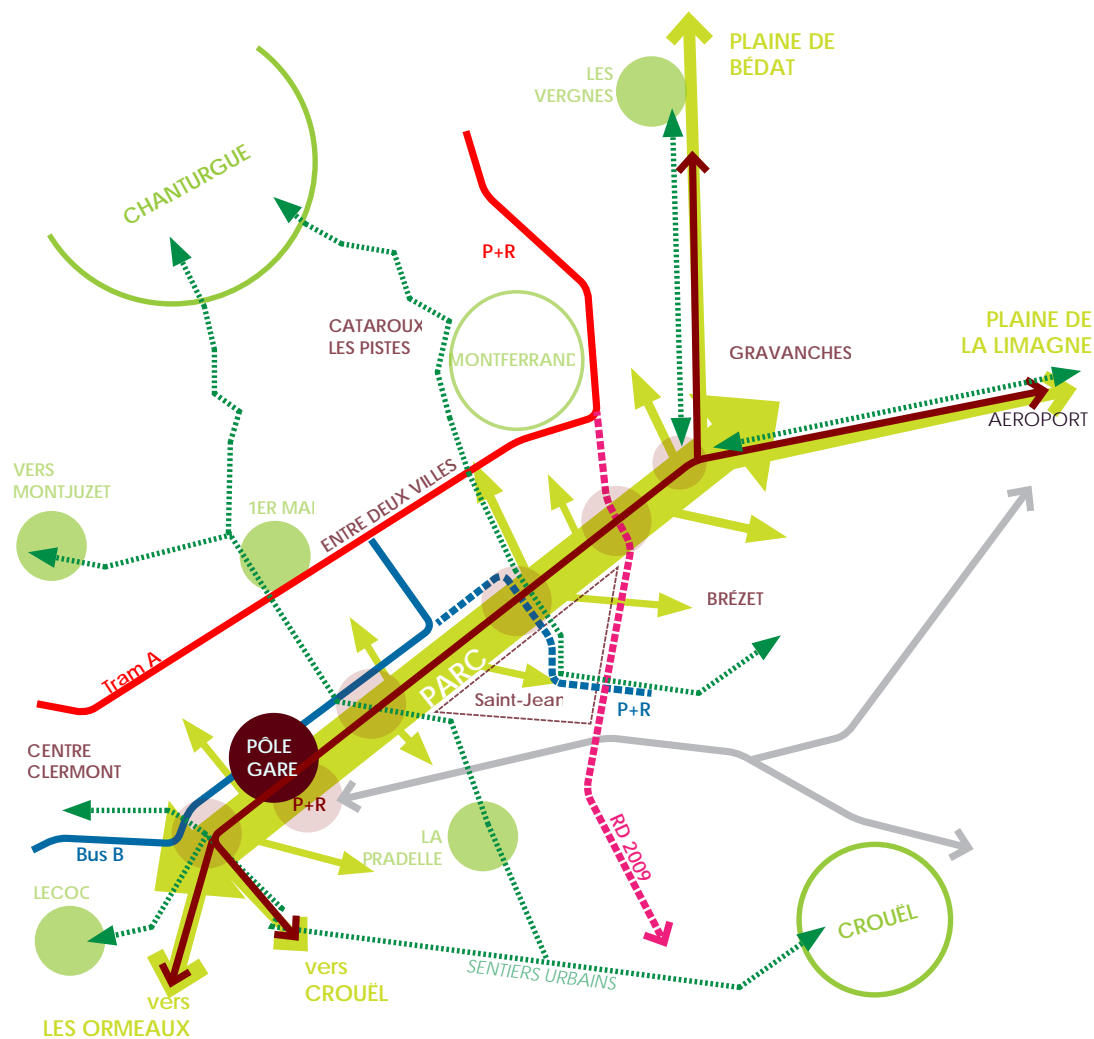 PLAINE DE
BÉDAT
LES
VERGNES
CHANTURGUE
P+R
PLAINE DE
LA LIMAGNE
CATAROUX
LES PISTES
MONTFERRAND
GRAVANCHES
AEROPORT
VERS
MONTJUZET
1ER MAI
ENTRE DEUX VILLES
BRÉZET
PARC
Tram A
Saint-Jean
P+R
CENTRE
CLERMONT
PÔLE
GARE
P+R
Bus B
LA
PRADELLE
RD 2009
LECOC
CROUËL
SENTIERS URBAINS
vers
CROUËL
vers
LES ORMEAUX